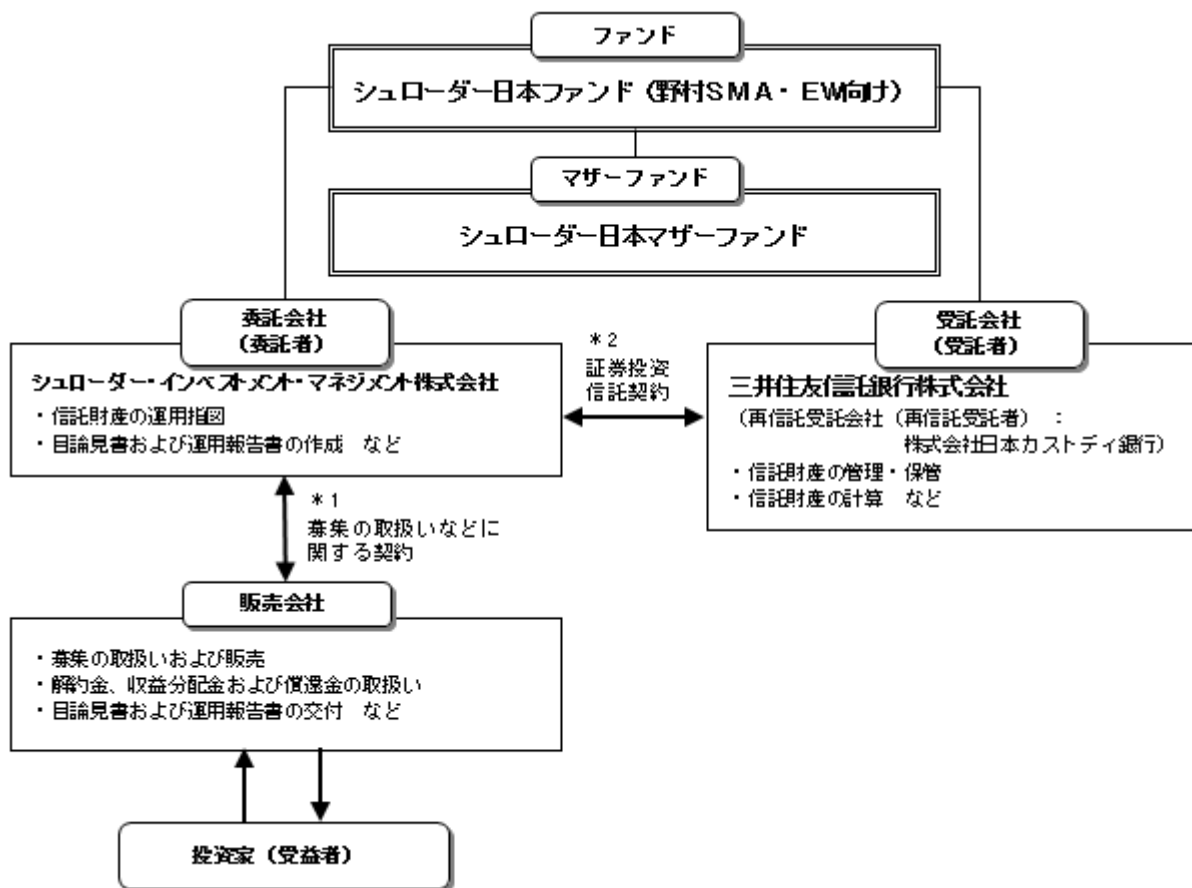 ファンド
シュローダー日本ファンド（野村SMA・EW向け）
マザーファンド
シュローダー日本マザーファンド
委託会社
（委託者）
シュローダー・インベストメント・マネジメント株式会社
・信託財産の運用指図
・目論見書および運用報告書の作成　など
＊2
証券投資
信託契約
受託会社
（受託者）
三井住友信託銀行株式会社
（再信託受託会社（再信託受託者）　：
株式会社日本カストディ銀行）
・信託財産の管理・保管
・信託財産の計算　など
＊1
募集の取扱いなどに
関する契約
販売会社
・募集の取扱いおよび販売
・解約金、収益分配金および償還金の取扱い
・目論見書および運用報告書の交付　など
投資家（受益者）